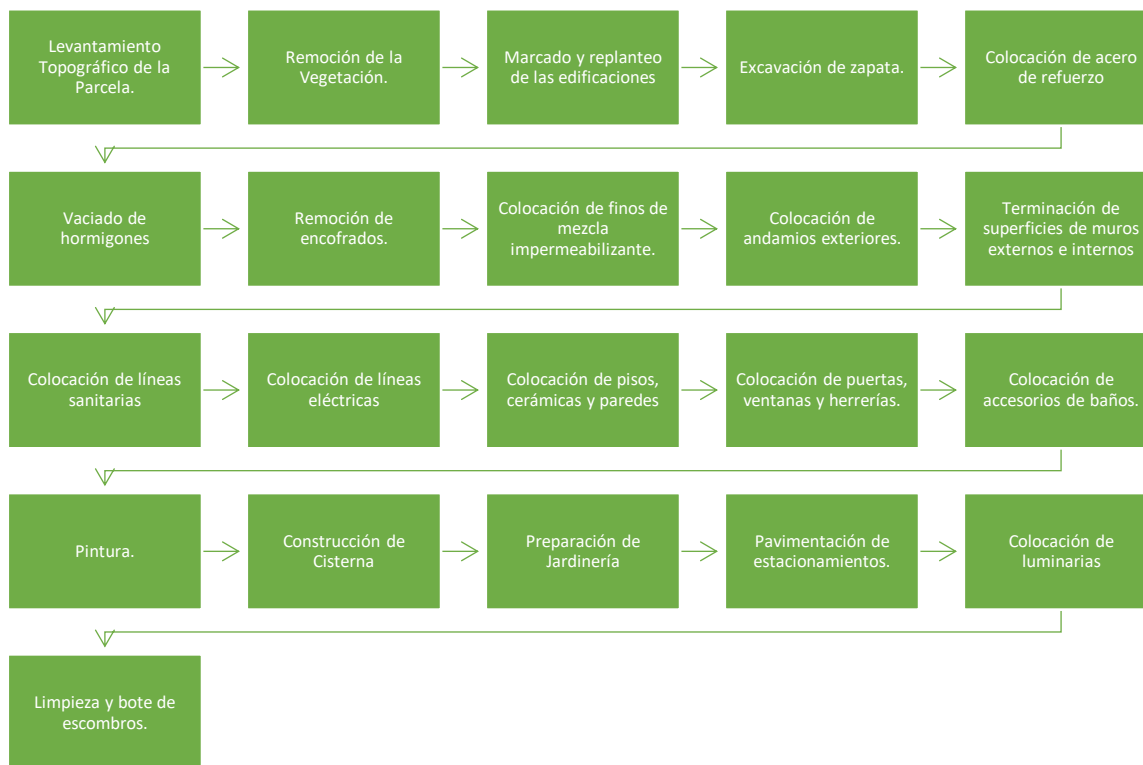 Levantamiento
Topográfico de la
Parcela.
Remoción de la
Vegetación.
Marcado y replanteo
de las edificaciones
Excavación de zapata.
Colocación de acero
de refuerzo
Vaciado de
hormigones
Remoción de
encofrados.
Colocación de finos de
mezcla
impermeabilizante.
Colocación de
andamios exteriores.
Terminación de
superficies de muros
externos e internos
Colocación de líneas
sanitarias
Colocación de líneas
eléctricas
Colocación de pisos,
cerámicas y paredes
Colocación de puertas,
ventanas y herrerías.
Colocación de
accesorios de baños.
Pintura.
Construcción de
Cisterna
Preparación de
Jardinería
Pavimentación de
estacionamientos.
Colocación de
luminarias
Limpieza y bote de
escombros.